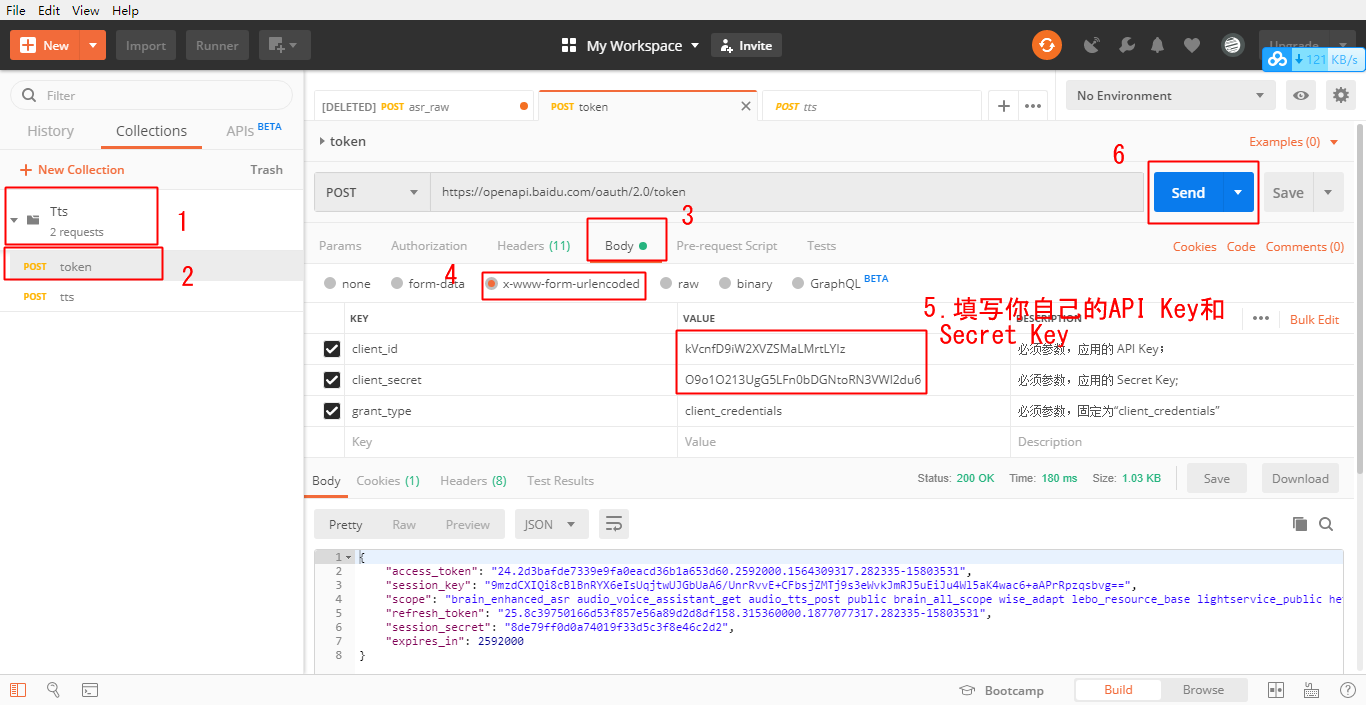 File Edit View Help
New Import Runner My Workspace Invite Upgrade
121 KB/s
Filter
[DELETED] POST asr_raw POST token POST tts No Environment
History Collections APIs BETA
token Examples (0)
New Collection Trash
6
POST https://openapi.baidu.com/oauth/2.0/token Send Save
Tts
2 requests
1
3
Params Authorization Headers (11) Body Pre-request Script Tests Cookies Code Comments (0)
POST token
2
4
none form-data x-www-form-urlencoded raw binary GraphQL BETA
POST tts
5.填写你自己的API Key和
Secret Key
KEY VALUE DESCRIPTION Bulk Edit
client_id kVcnfD9iW2XVZSMaLMrtLYIz 必须参数，应用的 API Key；
client_secret O9o1O213UgG5LFn0bDGNtoRN3VWl2du6 必须参数，应用的 Secret Key;
grant_type client_credentials 必须参数，固定为“client_credentials”
Key Value Description
Body Cookies (1) Headers (8) Test Results Status: 200 OK Time: 180 ms Size: 1.03 KB Save Download
Pretty Raw Preview JSON
1 {
2 "access_token": "24.2d3bafde7339e9fa0eacd36b1a653d60.2592000.1564309317.282335-15803531",
3 "session_key": "9mzdCXIQi8cBlBnRYX6eIsUqjtwUJGbUaA6/UnrRvvE+CFbsjZMTj9s3eWvkJmRJ5uEiJu4Wl5aK4wac6+aAPrRpzqsbvg==",
4 "scope": "brain_enhanced_asr audio_voice_assistant_get audio_tts_post public brain_all_scope wise_adapt lebo_resource_base lightservice_public he
5 "refresh_token": "25.8c39750166d53f857e56a89d2d8df158.315360000.1877077317.282335-15803531",
6 "session_secret": "8de79ff0d0a74019f33d5c3f8e46c2d2",
7 "expires_in": 2592000
8 }
Bootcamp Build Browse